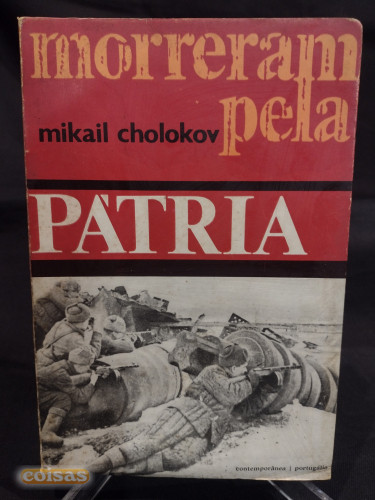 morreram
pela
mikail cholokov
PÁTRIA
contemporânea | portugália
coisas